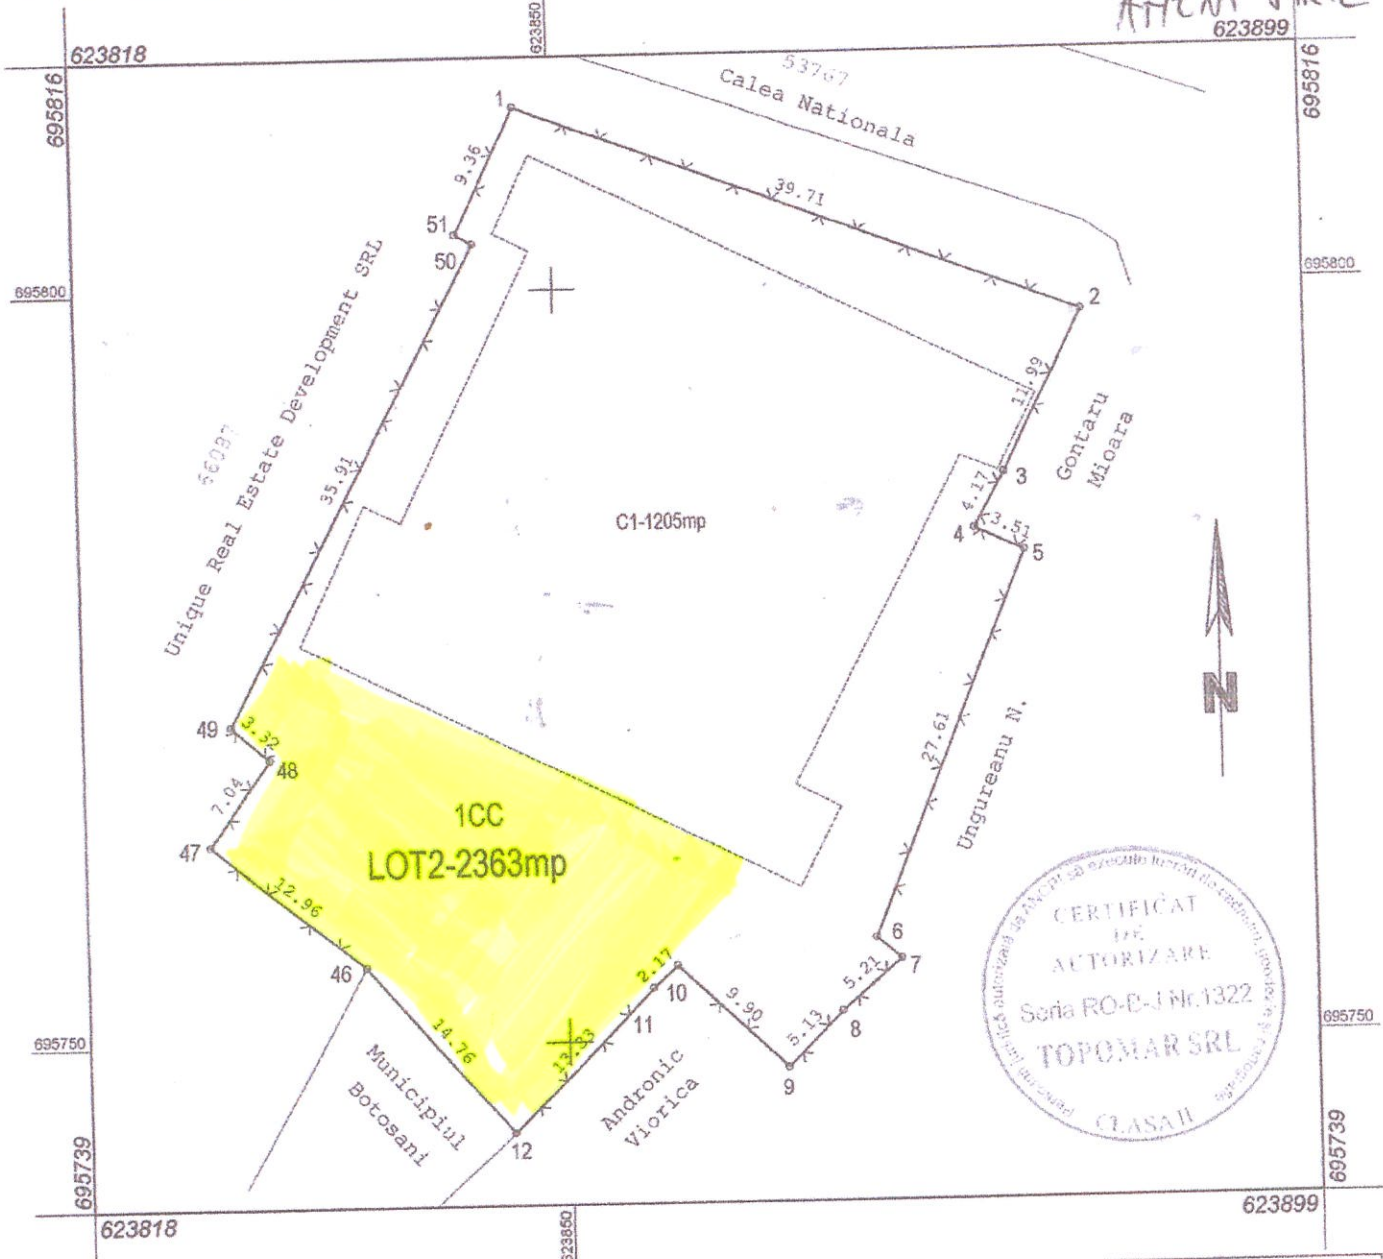 623818
623850
623899
695816
695816
53767
Calea Nationala
1
9.36
39.71
51
50
2
695800
695800
11.99
Gontaru
Mioara
Unique Real Estate Development SRL
35.91
3
4.17
4
3.51
5
C1-1205mp
N
27.61
Ungureanu N.
49
3.32
48
7.04
47
1CC
LOT2-2363mp
12.96
46
14.76
2.17
10
11
13.33
9.90
5.13
5.21
6
7
8
9
12
Municipiul
Botosani
Andronic
Viorica
CERTIFICAT
DE
AUTORIZARE
Seria RO-B-J Nr.1322
TOPOMAR SRL
CLASA II
695750
695750
695739
695739
623818
623850
623899